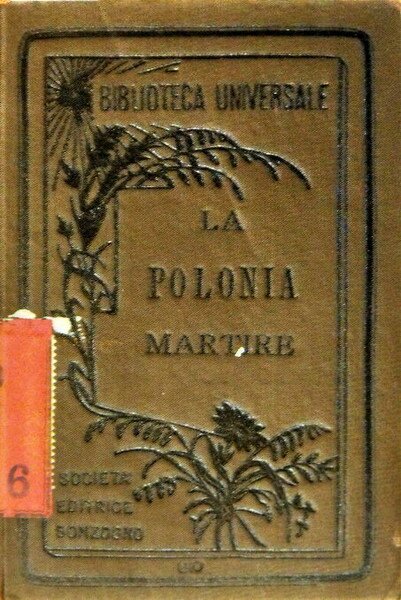 BIBLIOTECA UNIVERSALE
LA
POLONIA
MARTIRE
6
SOCIETÀ
EDITRICE
SONZOGNO